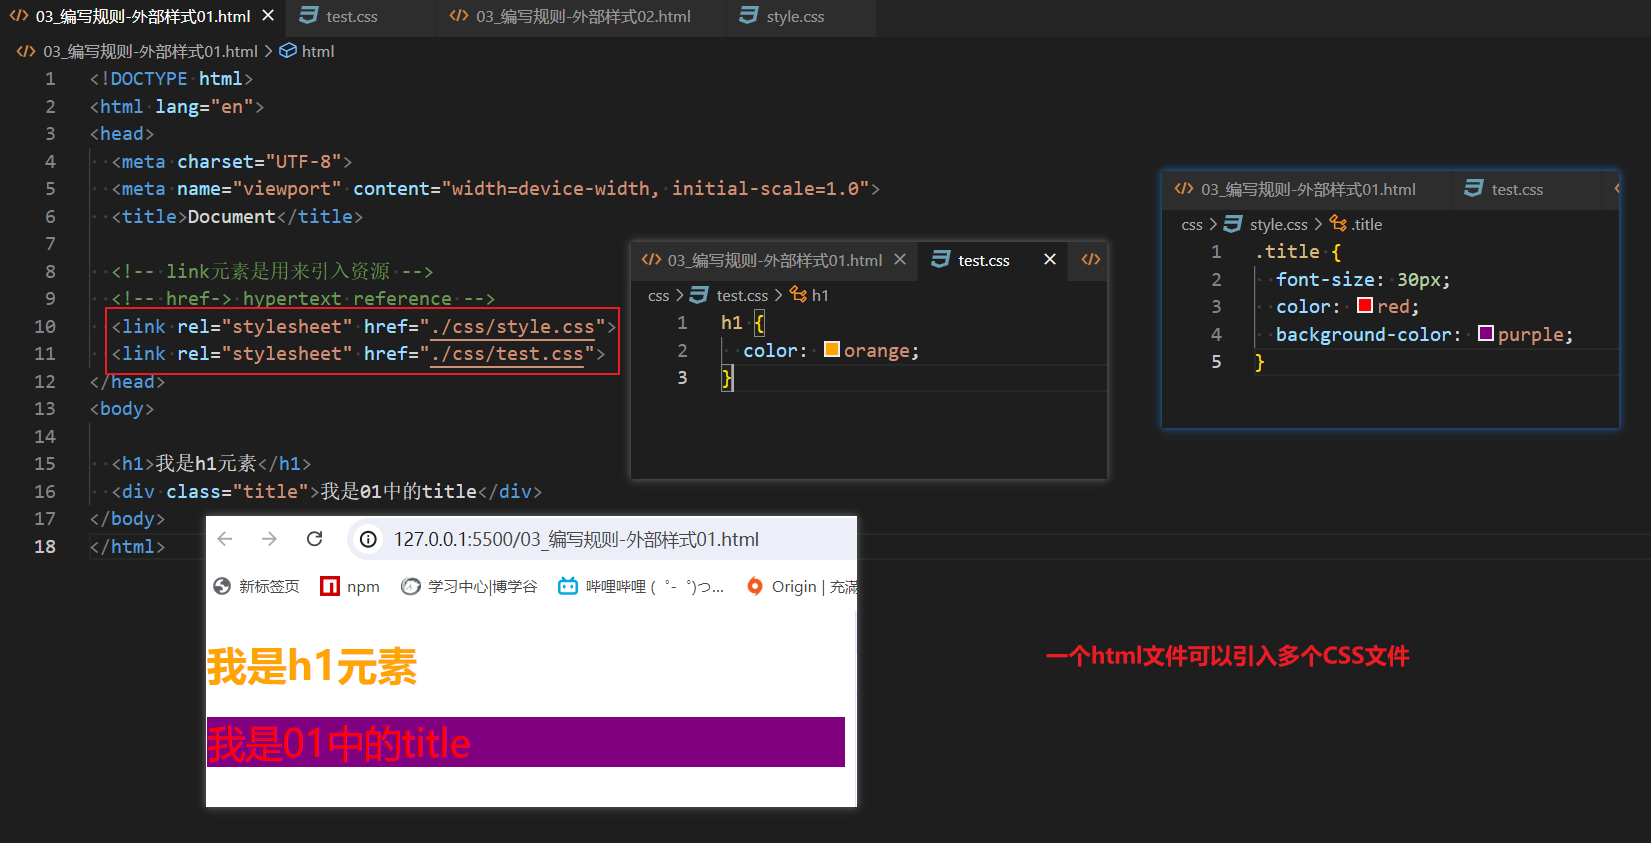 03_编写规则-外部样式01.html
test.css
03_编写规则-外部样式02.html
style.css
03_编写规则-外部样式01.html > html
1 <!DOCTYPE html>
2 <html lang="en">
3 <head>
4 <meta charset="UTF-8">
5 <meta name="viewport" content="width=device-width, initial-scale=1.0">
6 <title>Document</title>
7
8 <!-- link元素是用来引入资源 -->
9 <!-- href-> hypertext reference -->
10 <link rel="stylesheet" href="./css/style.css">
11 <link rel="stylesheet" href="./css/test.css">
12 </head>
13 <body>
14
15 <h1>我是h1元素</h1>
16 <div class="title">我是01中的title</div>
17 </body>
18 </html>
03_编写规则-外部样式01.html
test.css
css > test.css > h1
1 h1 {
2 color: orange;
3 }
03_编写规则-外部样式01.html
test.css
css > style.css > .title
1 .title {
2 font-size: 30px;
3 color: red;
4 background-color: purple;
5 }
127.0.0.1:5500/03_编写规则-外部样式01.html
新标签页
npm
学习中心|博学谷
哔哩哔哩 ( ゜- ゜)つ...
Origin | 充滿
我是h1元素
我是01中的title
一个html文件可以引入多个CSS文件